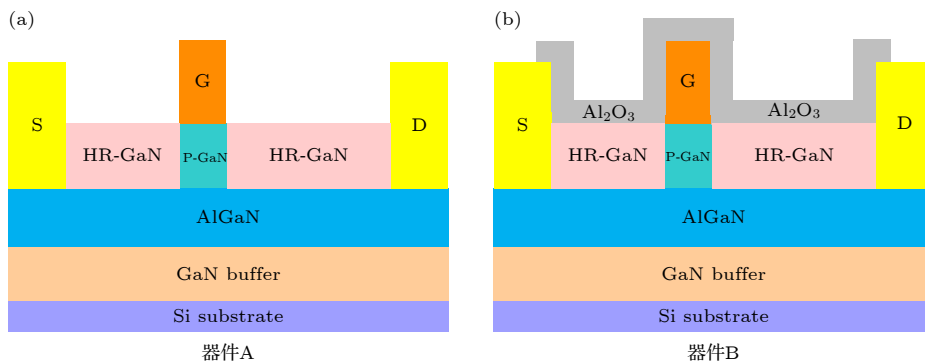 (a)
G
S
D
HR-GaN
P-GaN
HR-GaN
AlGaN
GaN buffer
Si substrate
器件A
(b)
G
Al₂O₃
Al₂O₃
S
D
HR-GaN
P-GaN
HR-GaN
AlGaN
GaN buffer
Si substrate
器件B